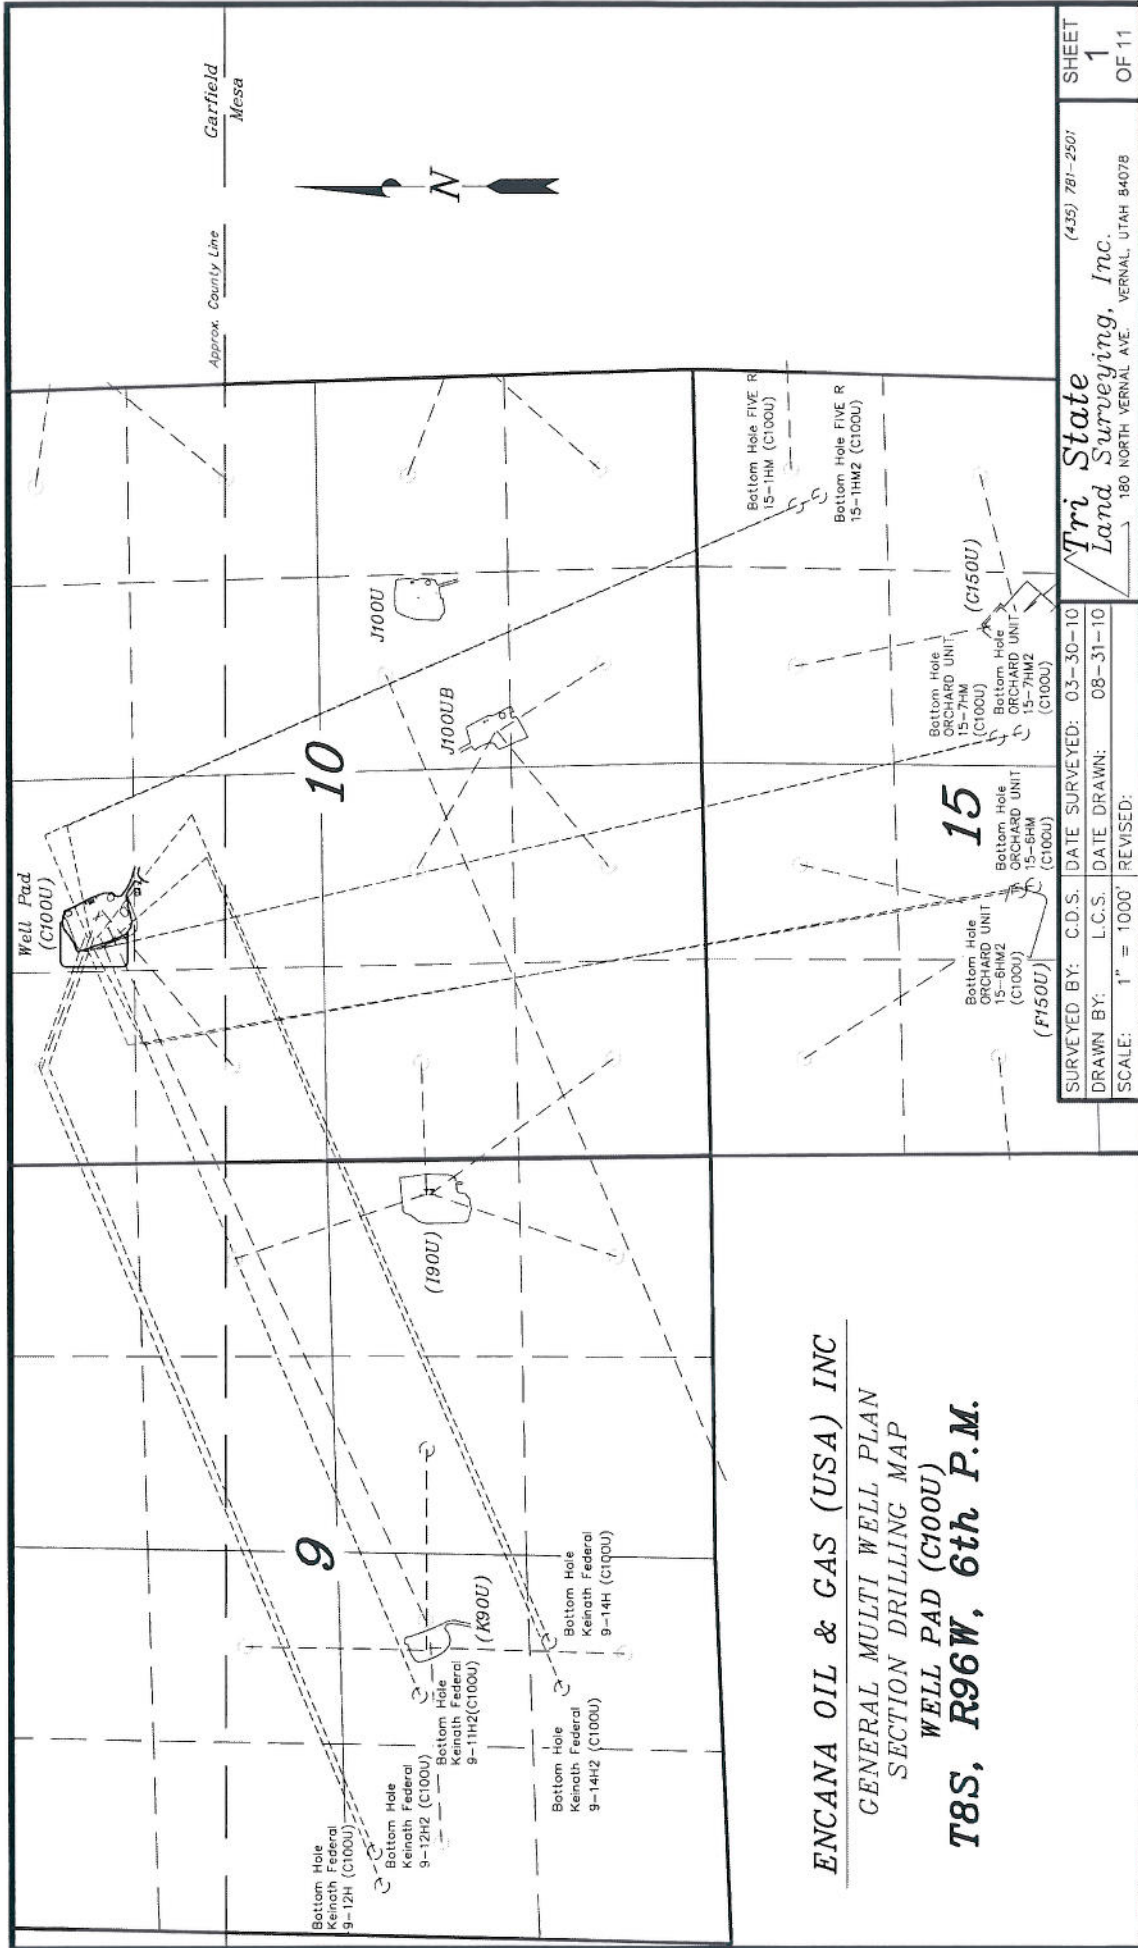 Well Pad
(C100U)
Approx. County Line
Garfield
Mesa
N
10
J100U
J100UB
9
(I90U)
(K90U)
Bottom Hole
Keinath Federal
9-12H (C100U)
Bottom Hole
Keinath Federal
9-12H2 (C100U)
Bottom Hole
Keinath Federal
9-11H2(C100U)
Bottom Hole
Keinath Federal
9-14H2 (C100U)
Bottom Hole
Keinath Federal
9-14H (C100U)
Bottom Hole FIVE R
15-1HM (C100U)
Bottom Hole FIVE R
15-1HM2 (C100U)
(C150U)
Bottom Hole
ORCHARD UNIT
15-7HM
(C100U)
Bottom Hole
ORCHARD UNIT
15-7HM2
(C100U)
15
Bottom Hole
ORCHARD UNIT
15-6HM
(C100U)
Bottom Hole
ORCHARD UNIT
15-6HM2
(C100U)
(F150U)
ENCANA OIL & GAS (USA) INC
GENERAL MULTI WELL PLAN
SECTION DRILLING MAP
WELL PAD (C100U)
T8S, R96W, 6th P.M.
SURVEYED BY: C.D.S. DATE SURVEYED: 03-30-10
DRAWN BY: L.C.S. DATE DRAWN: 08-31-10
SCALE: 1" = 1000' REVISED:
Tri State (435) 781-2501
Land Surveying, Inc.
180 NORTH VERNAL AVE. VERNAL, UTAH 84078
SHEET
1
OF 11